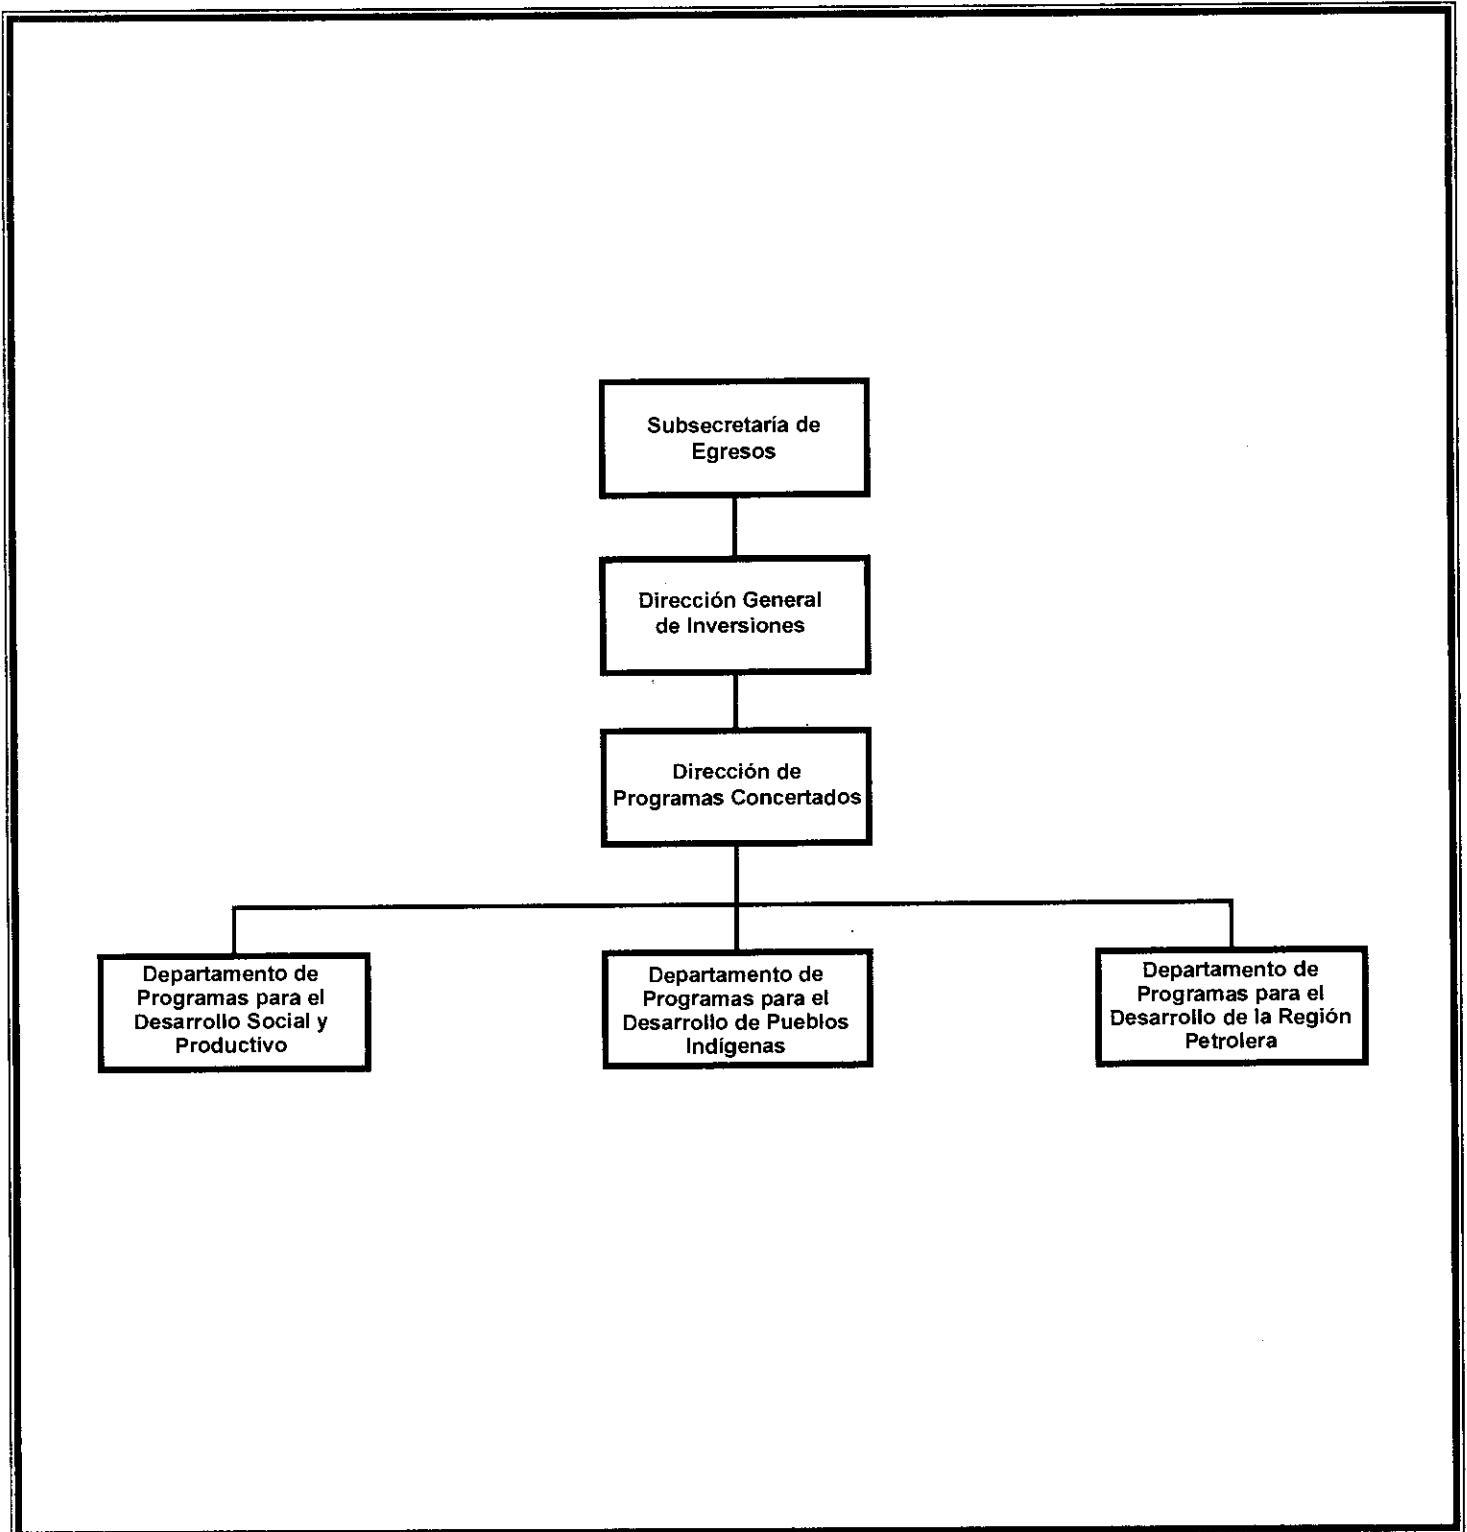 Subsecretaría de
Egresos
Dirección General
de Inversiones
Dirección de
Programas Concertados
Departamento de
Programas para el
Desarrollo Social y
Productivo
Departamento de
Programas para el
Desarrollo de Pueblos
Indígenas
Departamento de
Programas para el
Desarrollo de la Región
Petrolera